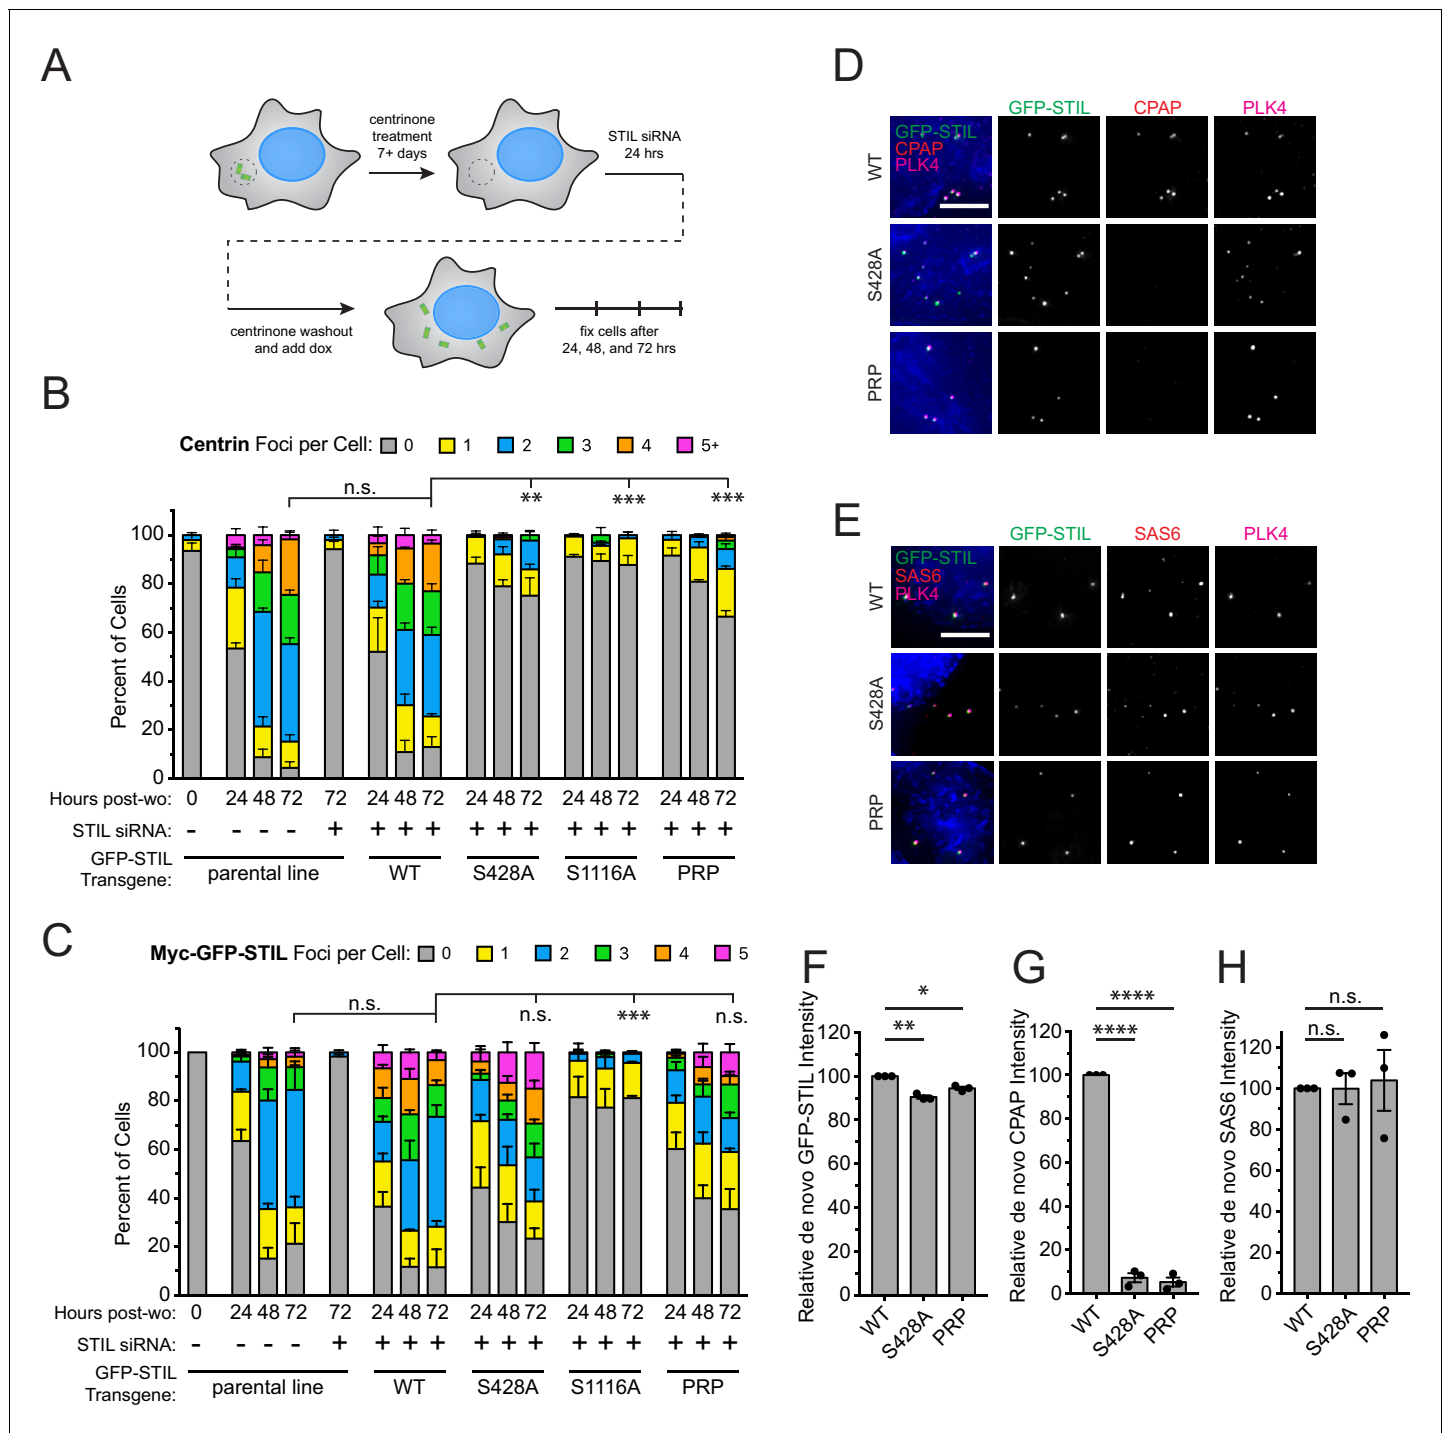 A
centrinone
treatment
7+ days
STIL siRNA
24 hrs
centrinone washout
and add dox
fix cells after
24, 48, and 72 hrs
B
Centrin Foci per Cell: 0 1 2 3 4 5+
n.s. ** *** ***
Percent of Cells
100
80
60
40
20
0
Hours post-wo: 0 24 48 72 72 24 48 72 24 48 72 24 48 72 24 48 72
STIL siRNA: - - - - + + + + + + + + + + + + +
GFP-STIL
Transgene:
parental line WT S428A S1116A PRP
C
Myc-GFP-STIL Foci per Cell: 0 1 2 3 4 5
n.s. n.s. *** n.s.
Percent of Cells
100
80
60
40
20
0
Hours post-wo: 0 24 48 72 72 24 48 72 24 48 72 24 48 72 24 48 72
STIL siRNA: - - - - + + + + + + + + + + + + +
GFP-STIL
Transgene:
parental line WT S428A S1116A PRP
D
GFP-STIL CPAP PLK4
GFP-STIL
CPAP
PLK4
WT
S428A
PRP
E
GFP-STIL SAS6 PLK4
GFP-STIL
SAS6
PLK4
WT
S428A
PRP
F
Relative de novo GFP-STIL Intensity
*
**
120
100
80
60
40
20
0
WT S428A PRP
G
Relative de novo CPAP Intensity
****
****
120
100
80
60
40
20
0
WT S428A PRP
H
Relative de novo SAS6 Intensity
n.s.
n.s.
120
100
80
60
40
20
0
WT S428A PRP